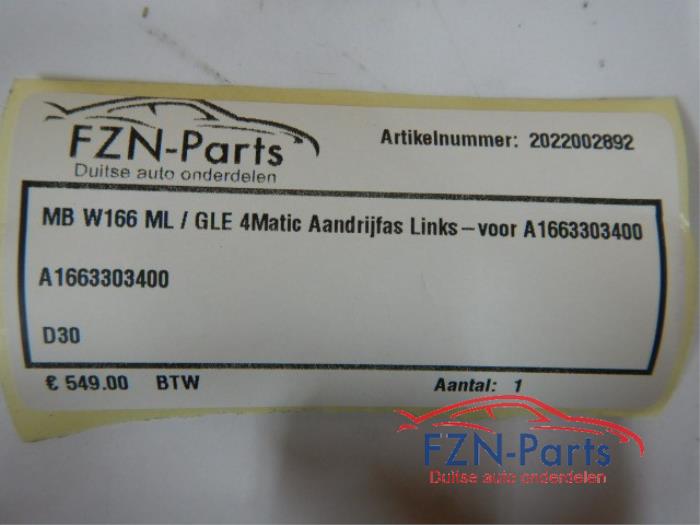 FZN-Parts
Duitse auto onderdelen
Artikelnummer: 2022002892
MB W166 ML / GLE 4Matic Aandrijfas Links-voor A1663303400
A1663303400
D30
€ 549.00 BTW
Aantal: 1
FZN-Parts
Duitse auto onderdelen